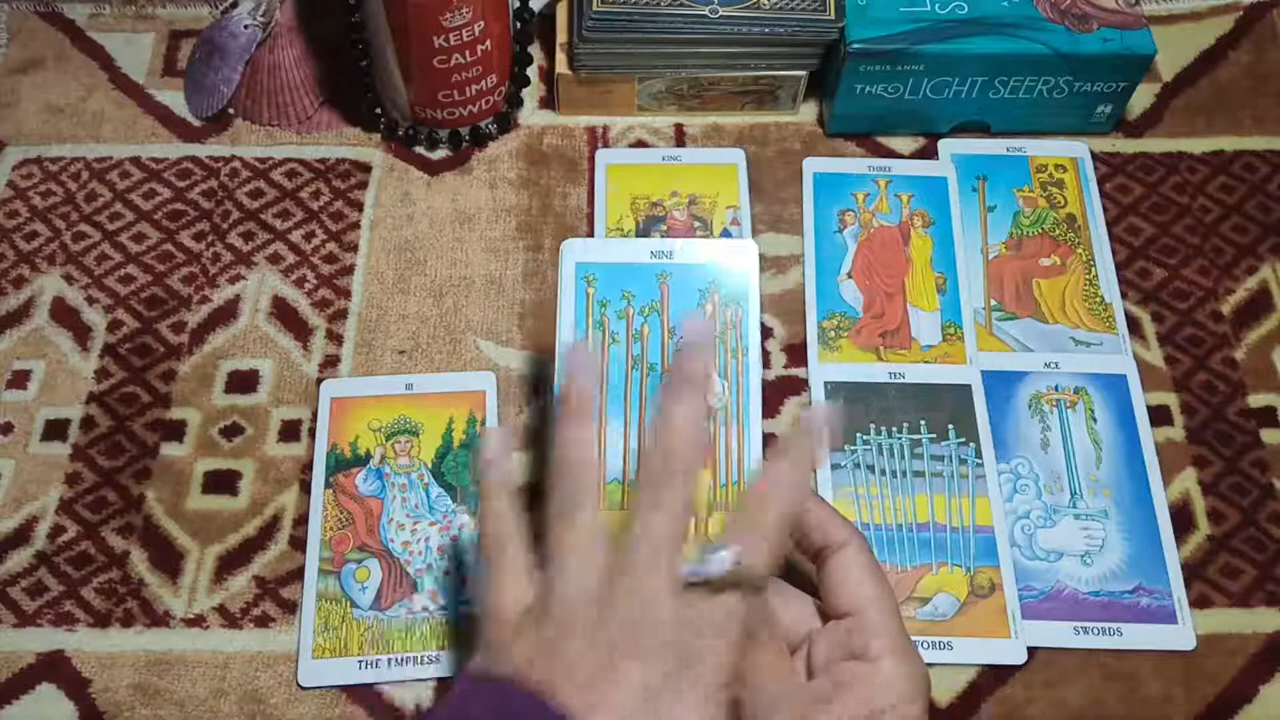 KEEP
CALM
AND
CLIMB
SNOWDO
CHRIS-ANNE
THE LIGHT SEER'S TAROT
KING
NINE
THREE
KING
III
THE EMPRESS
TEN
WORDS
ACE
SWORDS